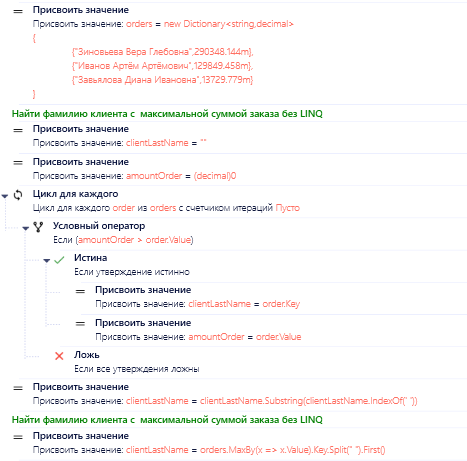 Присвоить значение
Присвоить значение: orders = new Dictionary<string,decimal>
{
{"Зиновьева Вера Глебовна",290348.144m},
{"Иванов Артём Артёмович",129849.458m},
{"Завьялова Диана Ивановна",13729.779m}
}
Найти фамилию клиента с максимальной суммой заказа без LINQ
Присвоить значение
Присвоить значение: clientLastName = ""
Присвоить значение
Присвоить значение: amountOrder = (decimal)0
Цикл для каждого
Цикл для каждого order из orders с счетчиком итераций Пусто
Условный оператор
Если (amountOrder > order.Value)
Истина
Если утверждение истинно
Присвоить значение
Присвоить значение: clientLastName = order.Key
Присвоить значение
Присвоить значение: amountOrder = order.Value
Ложь
Если все утверждения ложны
Присвоить значение
Присвоить значение: clientLastName = clientLastName.Substring(clientLastName.IndexOf(" "))
Найти фамилию клиента с максимальной суммой заказа без LINQ
Присвоить значение
Присвоить значение: clientLastName = orders.MaxBy(x => x.Value).Key.Split(" ").First()